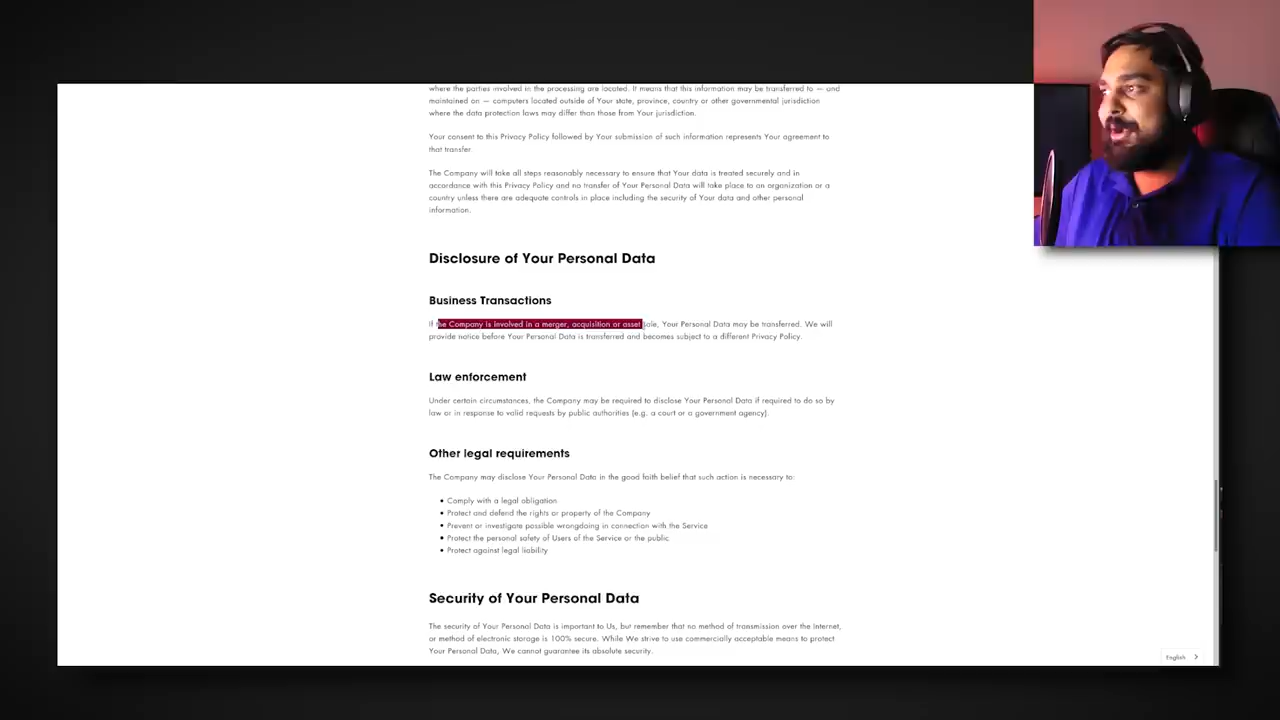 where the parties involved in the processing are located. It means that this information may be transferred to — and
maintained on — computers located outside of Your state, province, country or other governmental jurisdiction
where the data protection laws may differ than those from Your jurisdiction.
Your consent to this Privacy Policy followed by Your submission of such information represents Your agreement to
that transfer.
The Company will take all steps reasonably necessary to ensure that Your data is treated securely and in
accordance with this Privacy Policy and no transfer of Your Personal Data will take place to an organization or a
country unless there are adequate controls in place including the security of Your data and other personal
information.
Disclosure of Your Personal Data
Business Transactions
If the Company is involved in a merger, acquisition or asset sale, Your Personal Data may be transferred. We will
provide notice before Your Personal Data is transferred and becomes subject to a different Privacy Policy.
Law enforcement
Under certain circumstances, the Company may be required to disclose Your Personal Data if required to do so by
law or in response to valid requests by public authorities (e.g. a court or a government agency).
Other legal requirements
The Company may disclose Your Personal Data in the good faith belief that such action is necessary to:
• Comply with a legal obligation
• Protect and defend the rights or property of the Company
• Prevent or investigate possible wrongdoing in connection with the Service
• Protect the personal safety of Users of the Service or the public
• Protect against legal liability
Security of Your Personal Data
The security of Your Personal Data is important to Us, but remember that no method of transmission over the Internet,
or method of electronic storage is 100% secure. While We strive to use commercially acceptable means to protect
Your Personal Data, We cannot guarantee its absolute security.
English